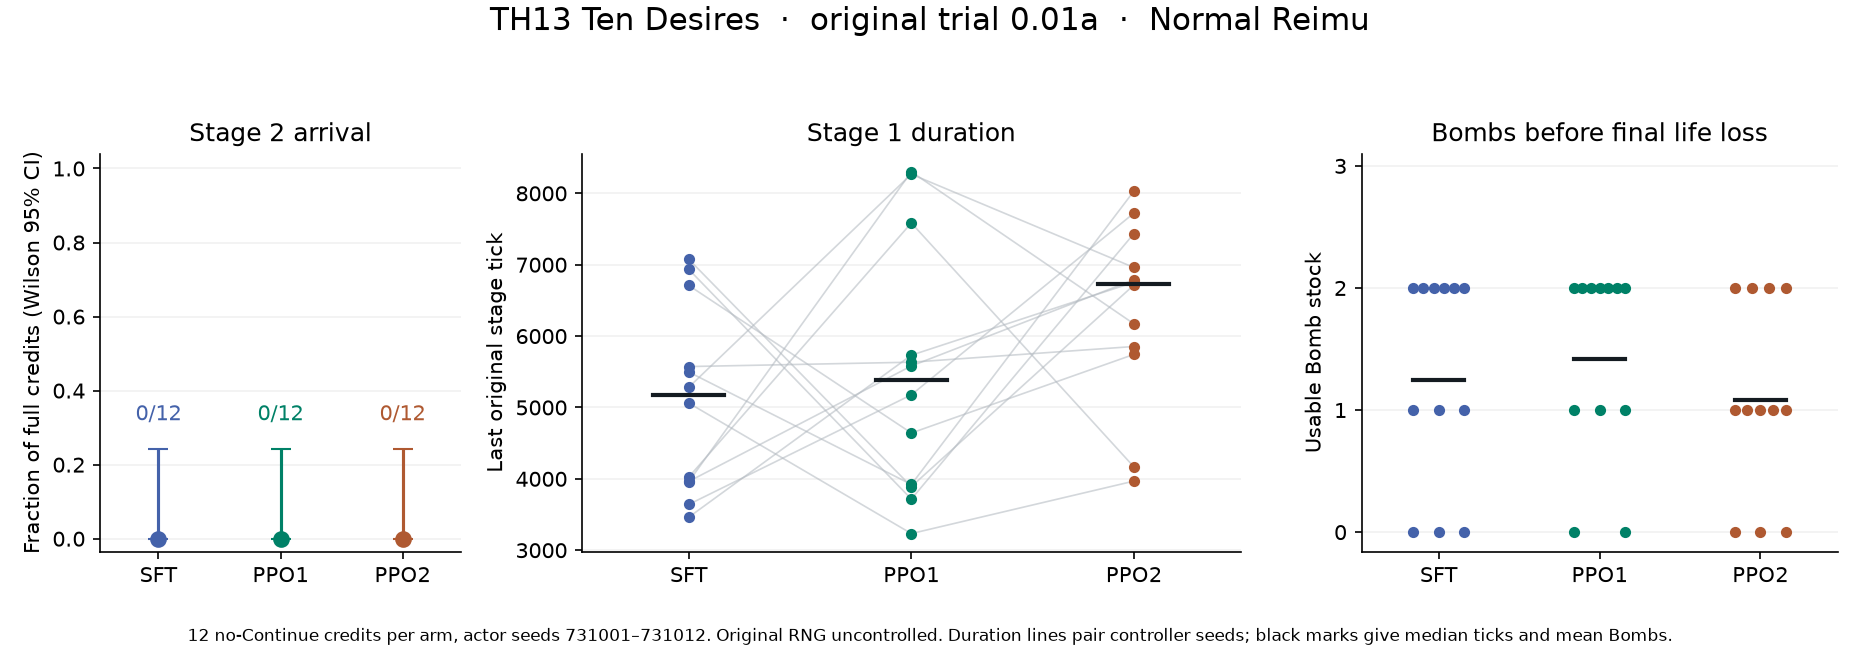 TH13 Ten Desires · original trial 0.01a · Normal Reimu
Stage 2 arrival
Fraction of full credits (Wilson 95% CI)
1.0
0.8
0.6
0.4
0.2
0.0
0/12
0/12
0/12
SFT
PPO1
PPO2
Stage 1 duration
Last original stage tick
8000
7000
6000
5000
4000
3000
SFT
PPO1
PPO2
Bombs before final life loss
Usable Bomb stock
3
2
1
0
SFT
PPO1
PPO2
12 no-Continue credits per arm, actor seeds 731001–731012. Original RNG uncontrolled. Duration lines pair controller seeds; black marks give median ticks and mean Bombs.